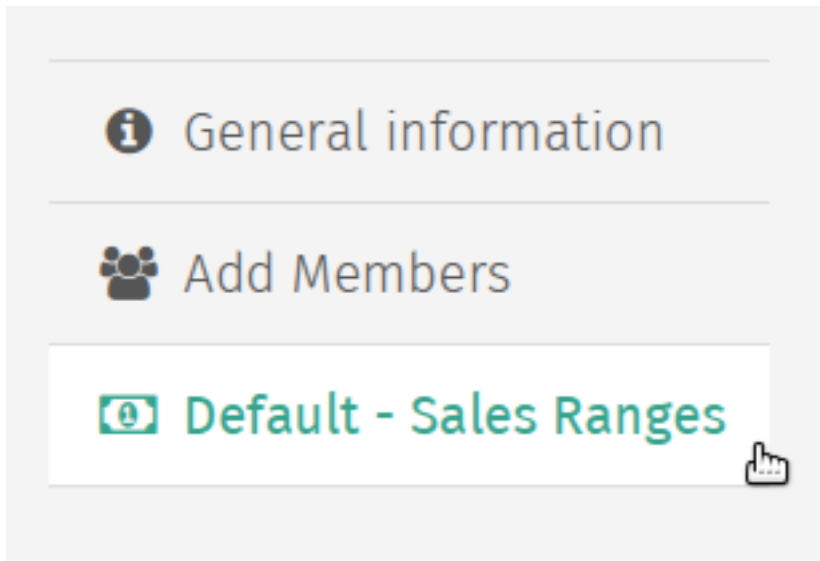 General information
Add Members
Default - Sales Ranges